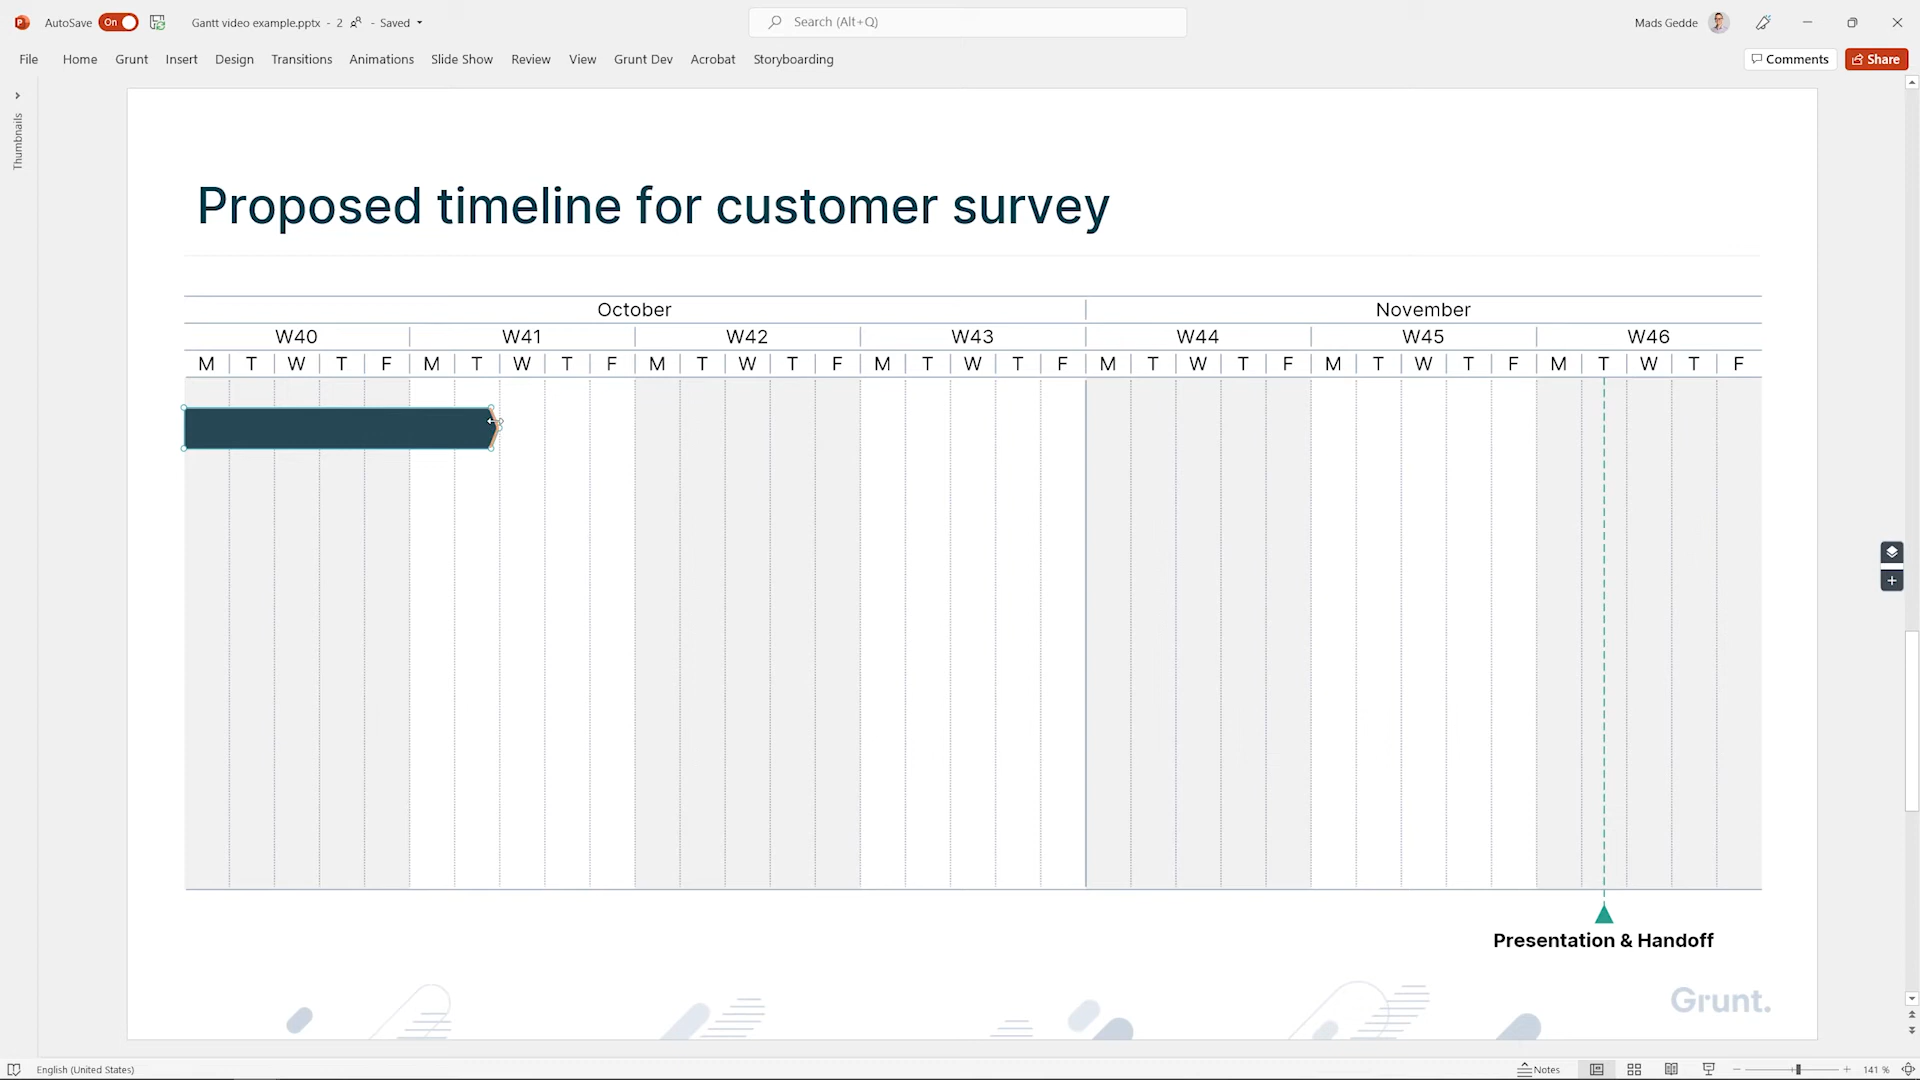 AutoSave On Gantt video example.pptx - 2 - Saved Search (Alt+Q) Mads Gedde
File Home Grunt Insert Design Transitions Animations Slide Show Review View Grunt Dev Acrobat Storyboarding Comments Share
Thumbnails
Proposed timeline for customer survey
October November
W40 W41 W42 W43 W44 W45 W46
M T W T F M T W T F M T W T F M T W T F M T W T F M T W T F M T W T F
Presentation & Handoff
Grunt.
English (United States) Notes 141 %